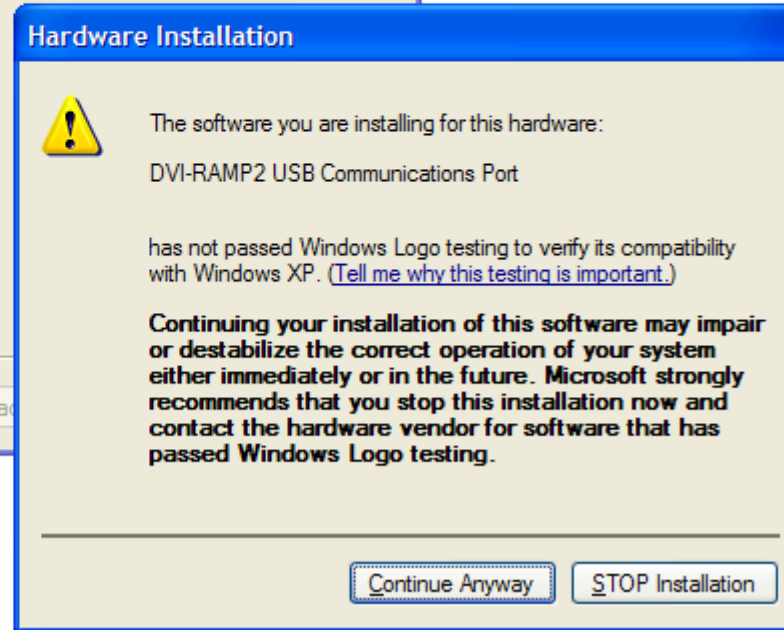 Hardware Installation
The software you are installing for this hardware:
DVI-RAMP2 USB Communications Port
has not passed Windows Logo testing to verify its compatibility
with Windows XP. (Tell me why this testing is important.)
Continuing your installation of this software may impair
or destabilize the correct operation of your system
either immediately or in the future. Microsoft strongly
recommends that you stop this installation now and
contact the hardware vendor for software that has
passed Windows Logo testing.
Continue Anyway
STOP Installation